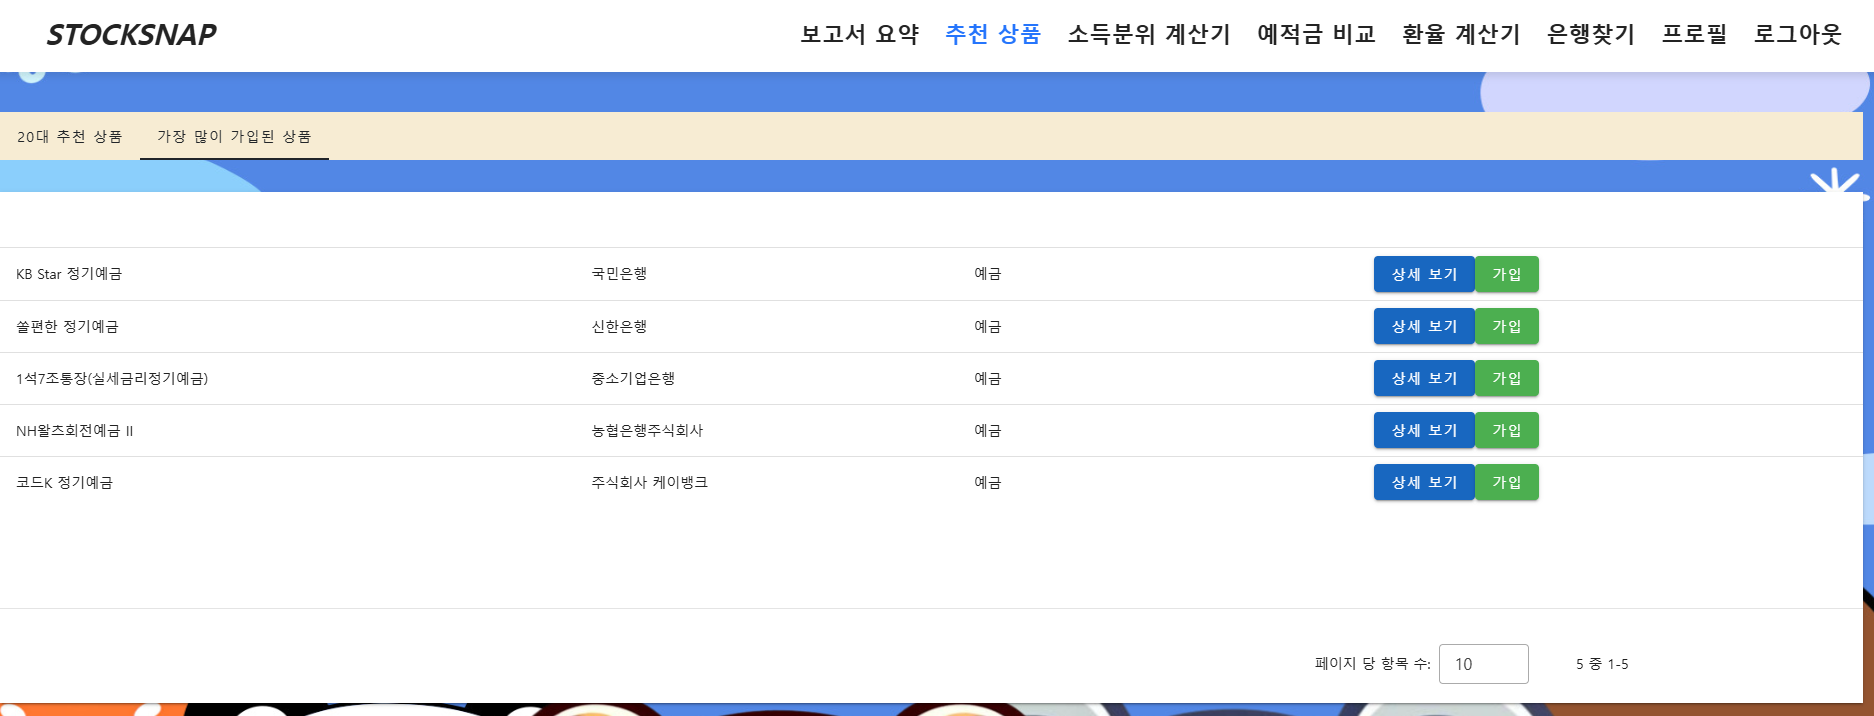 STOCKSNAP 보고서 요약 추천 상품 소득분위 계산기 예적금 비교 환율 계산기 은행찾기 프로필 로그아웃
20대 추천 상품 가장 많이 가입된 상품
KB Star 정기예금 국민은행 예금 상세 보기 가입
쏠편한 정기예금 신한은행 예금 상세 보기 가입
1석7조통장(실세금리정기예금) 중소기업은행 예금 상세 보기 가입
NH왈츠회전예금 II 농협은행주식회사 예금 상세 보기 가입
코드K 정기예금 주식회사 케이뱅크 예금 상세 보기 가입
페이지 당 항목 수: 10 5 중 1-5